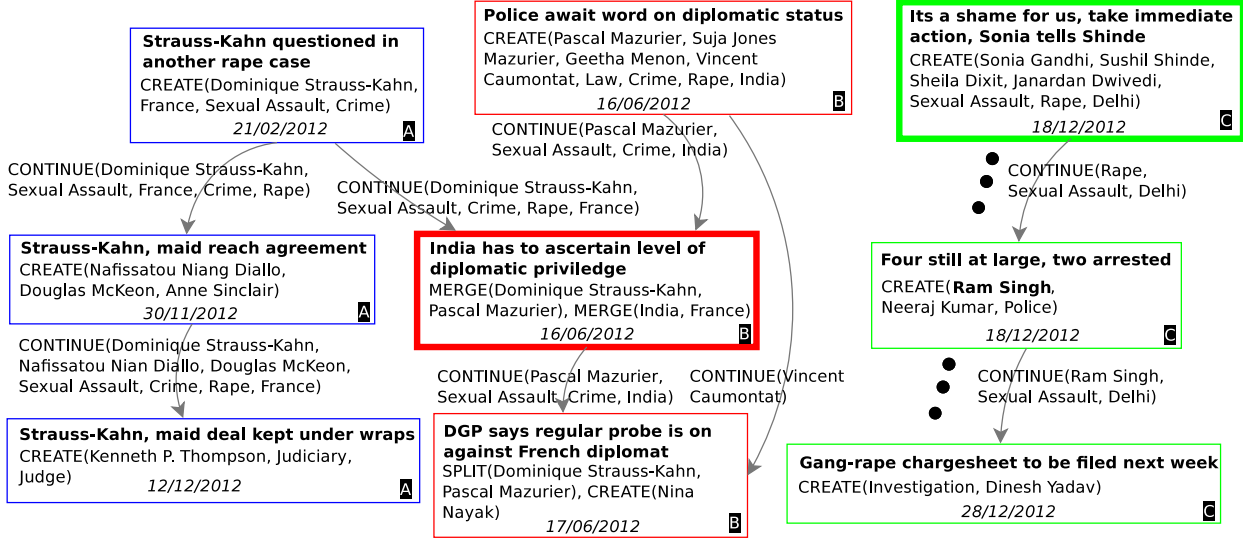 Strauss-Kahn questioned in
another rape case
CREATE(Dominique Strauss-Kahn,
France, Sexual Assault, Crime)
21/02/2012
A
Police await word on diplomatic status
CREATE(Pascal Mazurier, Suja Jones
Mazurier, Geetha Menon, Vincent
Caumontat, Law, Crime, Rape, India)
16/06/2012
B
Its a shame for us, take immediate
action, Sonia tells Shinde
CREATE(Sonia Gandhi, Sushil Shinde,
Sheila Dixit, Janardan Dwivedi,
Sexual Assault, Rape, Delhi)
18/12/2012
C
CONTINUE(Dominique Strauss-Kahn,
Sexual Assault, France, Crime, Rape)
CONTINUE(Dominique Strauss-Kahn,
Sexual Assault, Crime, Rape, France)
CONTINUE(Pascal Mazurier,
Sexual Assault, Crime, India)
CONTINUE(Rape,
Sexual Assault, Delhi)
Strauss-Kahn, maid reach agreement
CREATE(Nafissatou Niang Diallo,
Douglas McKeon, Anne Sinclair)
30/11/2012
A
India has to ascertain level of
diplomatic priviledge
MERGE(Dominique Strauss-Kahn,
Pascal Mazurier), MERGE(India, France)
16/06/2012
B
Four still at large, two arrested
CREATE(Ram Singh,
Neeraj Kumar, Police)
18/12/2012
C
CONTINUE(Dominique Strauss-Kahn,
Nafissatou Nian Diallo, Douglas McKeon,
Sexual Assault, Crime, Rape, France)
CONTINUE(Pascal Mazurier,
Sexual Assault, Crime, India)
CONTINUE(Vincent
Caumontat)
CONTINUE(Ram Singh,
Sexual Assault, Delhi)
Strauss-Kahn, maid deal kept under wraps
CREATE(Kenneth P. Thompson, Judiciary,
Judge)
12/12/2012
A
DGP says regular probe is on
against French diplomat
SPLIT(Dominique Strauss-Kahn,
Pascal Mazurier), CREATE(Nina
Nayak)
17/06/2012
B
Gang-rape chargesheet to be filed next week
CREATE(Investigation, Dinesh Yadav)
28/12/2012
C